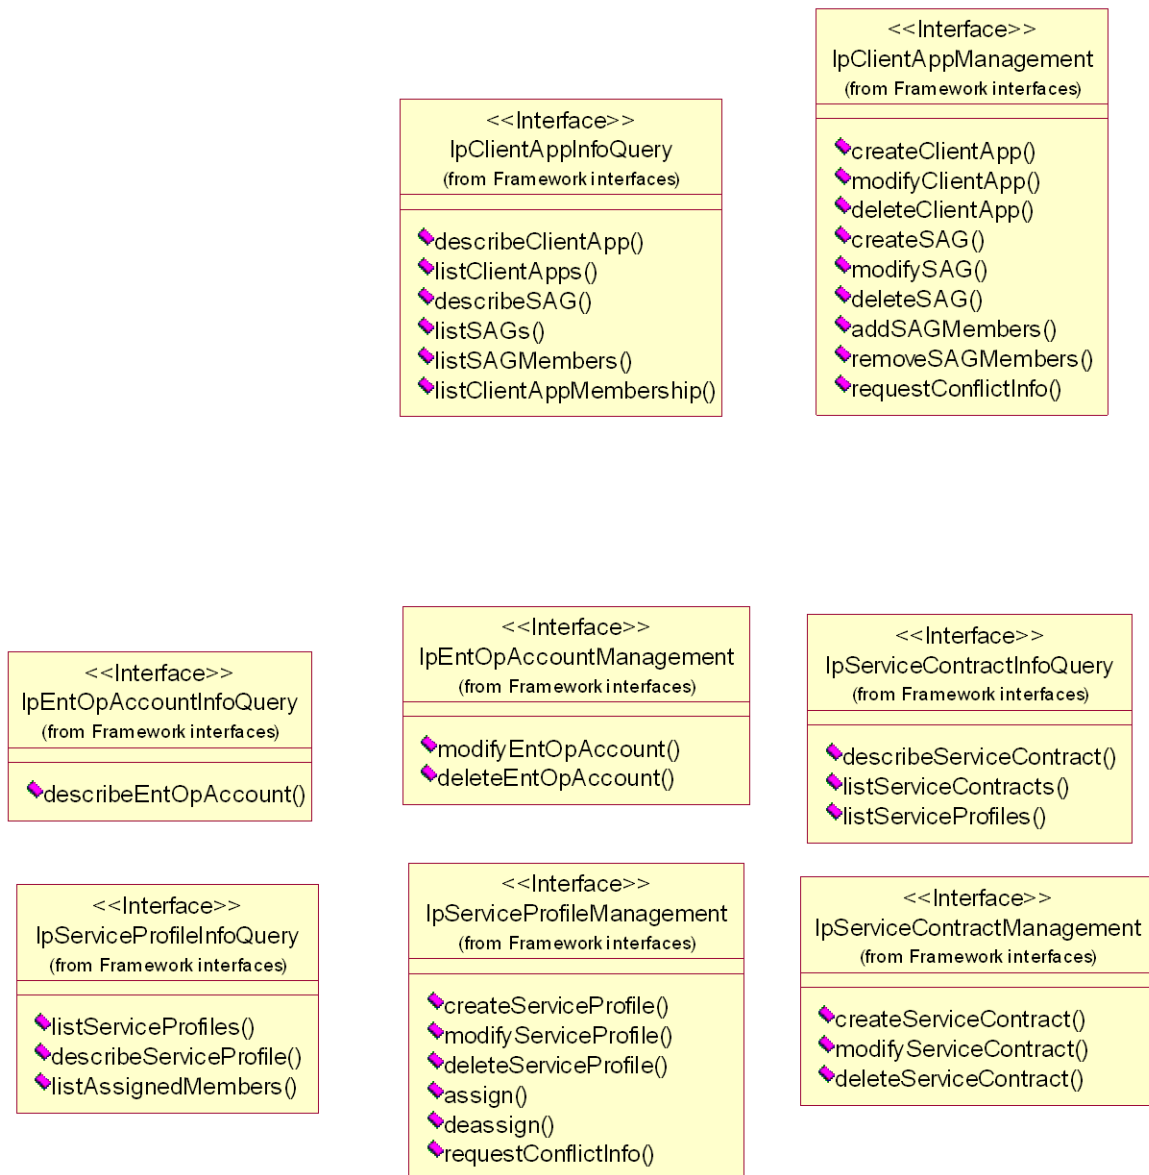 <<Interface>>
IpClientAppManagement
(from Framework interfaces)
createClientApp()
modifyClientApp()
deleteClientApp()
createSAG()
modifySAG()
deleteSAG()
addSAGMembers()
removeSAGMembers()
requestConflictInfo()
<<Interface>>
IpClientAppInfoQuery
(from Framework interfaces)
describeClientApp()
listClientApps()
describeSAG()
listSAGs()
listSAGMembers()
listClientAppMembership()
<<Interface>>
IpEntOpAccountInfoQuery
(from Framework interfaces)
describeEntOpAccount()
<<Interface>>
IpEntOpAccountManagement
(from Framework interfaces)
modifyEntOpAccount()
deleteEntOpAccount()
<<Interface>>
IpServiceContractInfoQuery
(from Framework interfaces)
describeServiceContract()
listServiceContracts()
listServiceProfiles()
<<Interface>>
IpServiceProfileInfoQuery
(from Framework interfaces)
listServiceProfiles()
describeServiceProfile()
listAssignedMembers()
<<Interface>>
IpServiceProfileManagement
(from Framework interfaces)
createServiceProfile()
modifyServiceProfile()
deleteServiceProfile()
assign()
deassign()
requestConflictInfo()
<<Interface>>
IpServiceContractManagement
(from Framework interfaces)
createServiceContract()
modifyServiceContract()
deleteServiceContract()